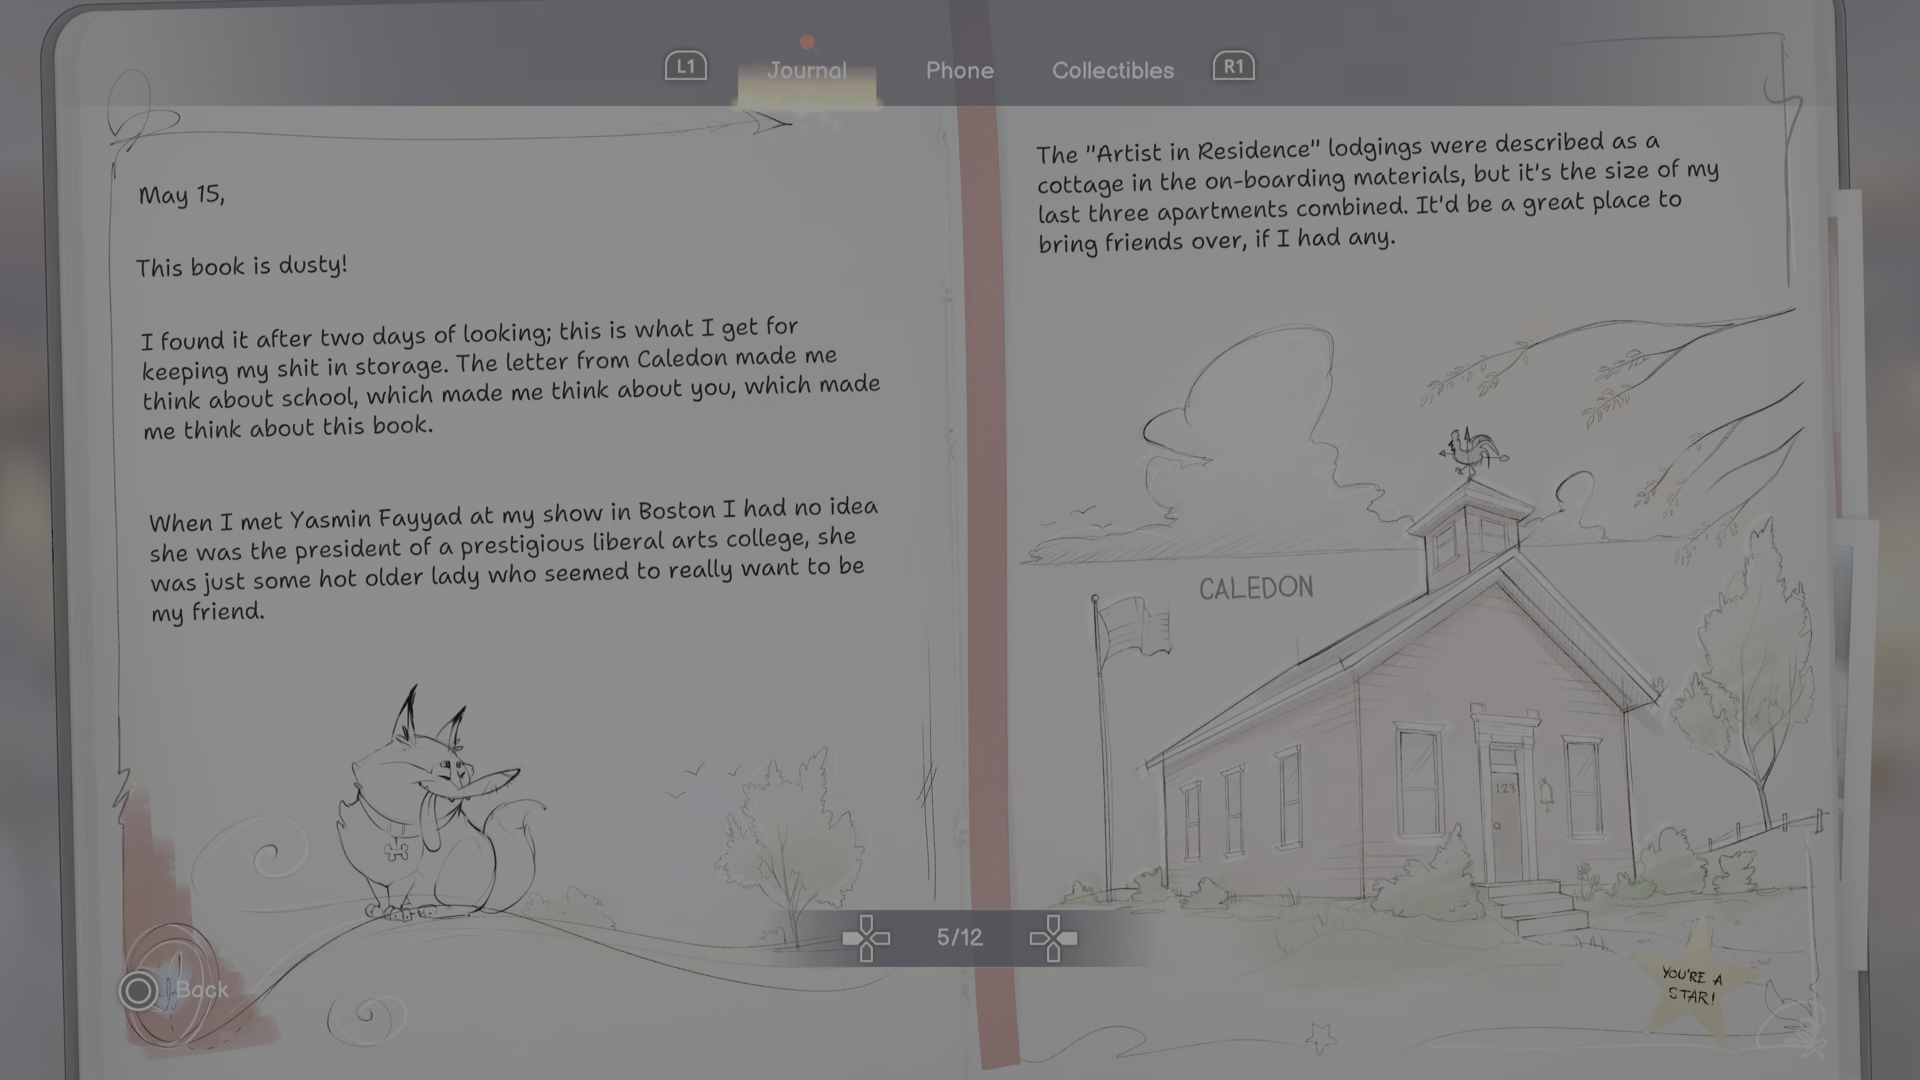 L1
Journal
Phone
Collectibles
R1
May 15,
This book is dusty!
I found it after two days of looking; this is what I get for
keeping my shit in storage. The letter from Caledon made me
think about school, which made me think about you, which made
me think about this book.
When I met Yasmin Fayyad at my show in Boston I had no idea
she was the president of a prestigious liberal arts college, she
was just some hot older lady who seemed to really want to be
my friend.
The "Artist in Residence" lodgings were described as a
cottage in the on-boarding materials, but it's the size of my
last three apartments combined. It'd be a great place to
bring friends over, if I had any.
CALEDON
123
YOU'RE A
STAR!
5/12
Back